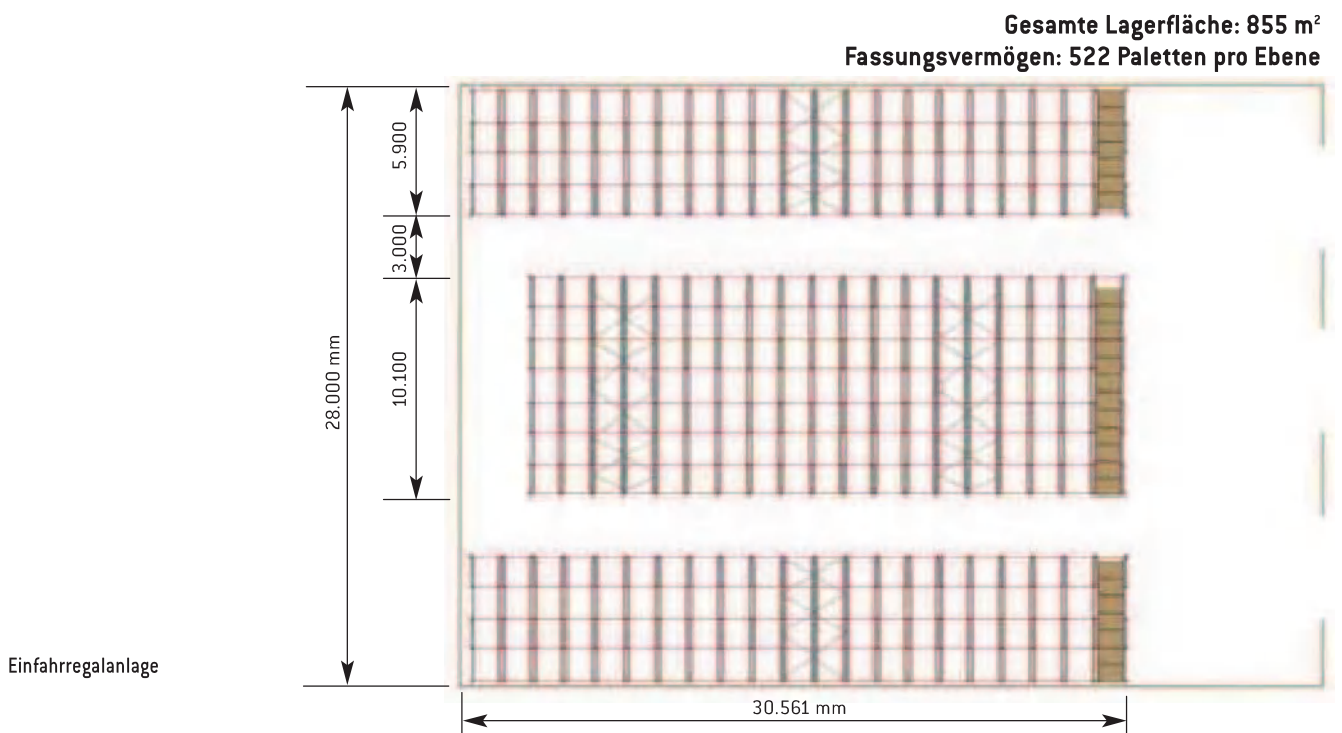 Gesamte Lagerfläche: 855 m²
Fassungsvermögen: 522 Paletten pro Ebene
5.900
3.000
28.000 mm
10.100
Einfahrregalanlage
30.561 mm